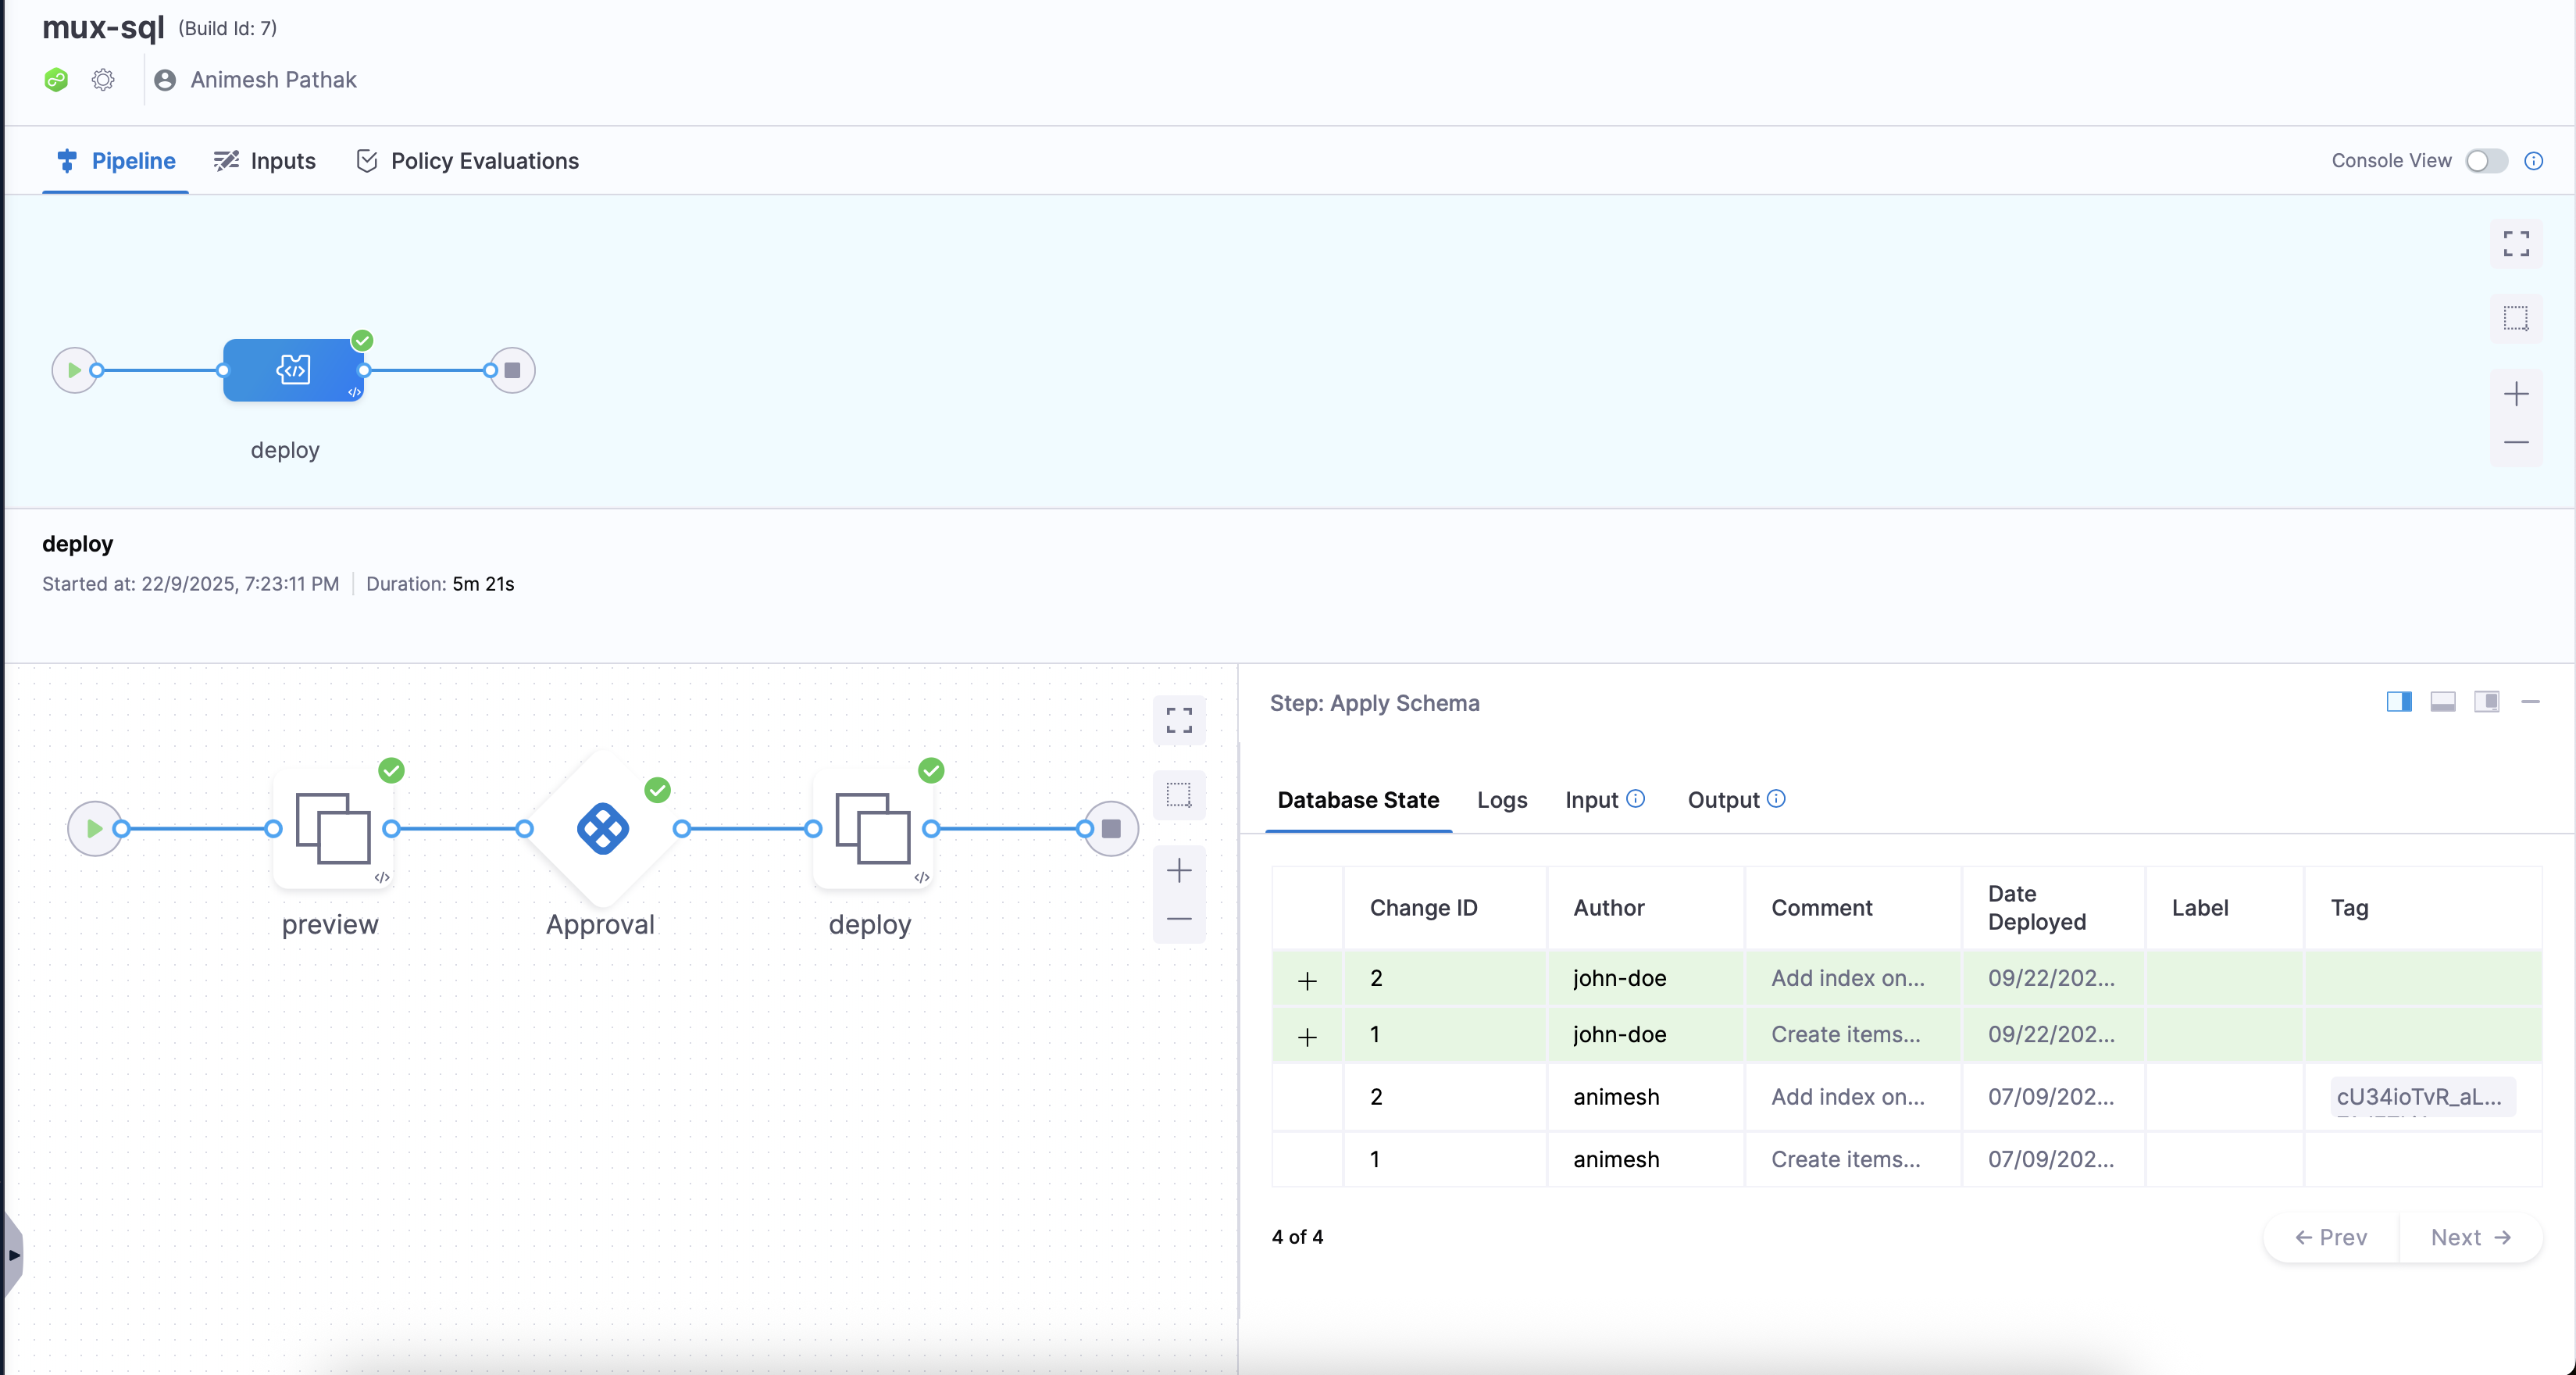 mux-sql (Build Id: 7)
Animesh Pathak
Pipeline Inputs Policy Evaluations Console View
deploy
deploy
Started at: 22/9/2025, 7:23:11 PM Duration: 5m 21s
preview Approval deploy
Step: Apply Schema
Database State Logs Input Output
Change ID Author Comment Date Deployed Label Tag
2 john-doe Add index on... 09/22/202...
1 john-doe Create items... 09/22/202...
2 animesh Add index on... 07/09/202... cU34ioTvR_aL...
1 animesh Create items... 07/09/202...
4 of 4 ← Prev Next →